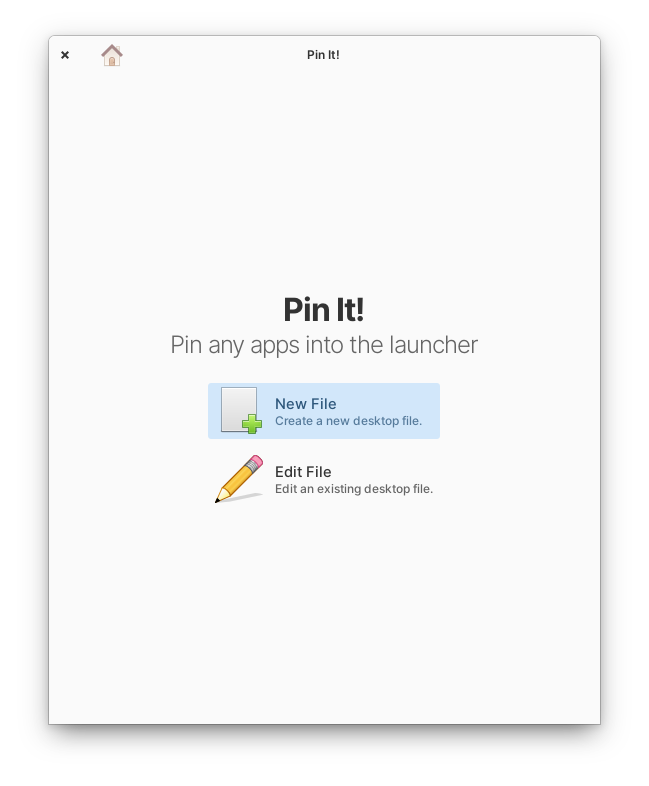 Pin It!
Pin It!
Pin any apps into the launcher
New File
Create a new desktop file.
Edit File
Edit an existing desktop file.